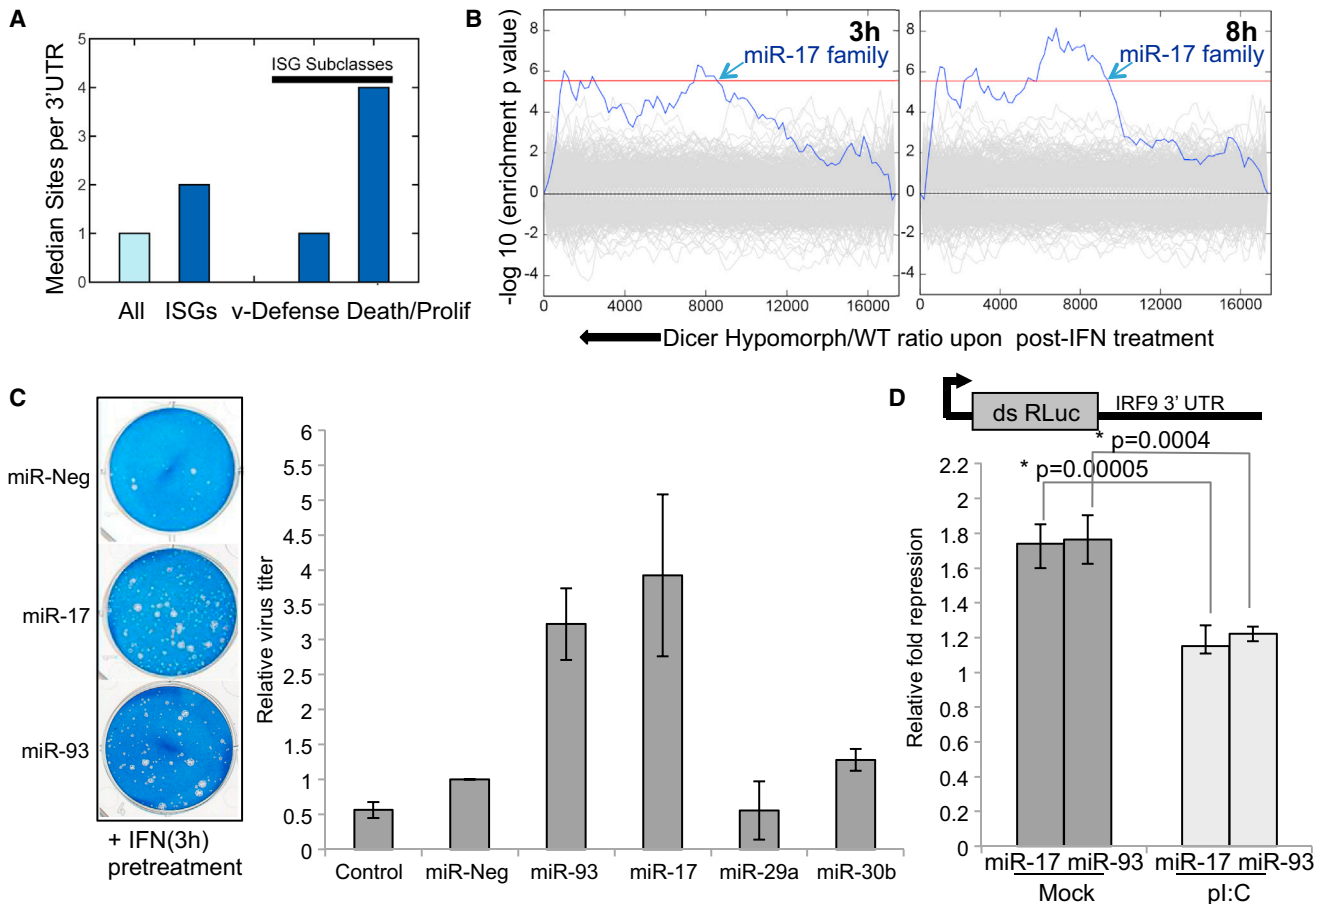 A
Median Sites per 3'UTR
5
4
3
2
1
0
ISG Subclasses
All ISGs v-Defense Death/Prolif
B
-log 10 (enrichment p value)
8
6
4
2
0
-2
-4
3h
miR-17 family
0 4000 8000 12000 16000
8
6
4
2
0
-2
-4
8h
miR-17 family
0 4000 8000 12000 16000
Dicer Hypomorph/WT ratio upon post-IFN treatment
C
miR-Neg
miR-17
miR-93
+ IFN(3h)
pretreatment
Relative virus titer
6
5.5
5
4.5
4
3.5
3
2.5
2
1.5
1
0.5
0
Control miR-Neg miR-93 miR-17 miR-29a miR-30b
D
ds RLuc
IRF9 3' UTR
* p=0.0004
* p=0.00005
Relative fold repression
2.2
2
1.8
1.6
1.4
1.2
1
0.8
0.6
0.4
0.2
0
miR-17 miR-93 miR-17 miR-93
Mock pI:C